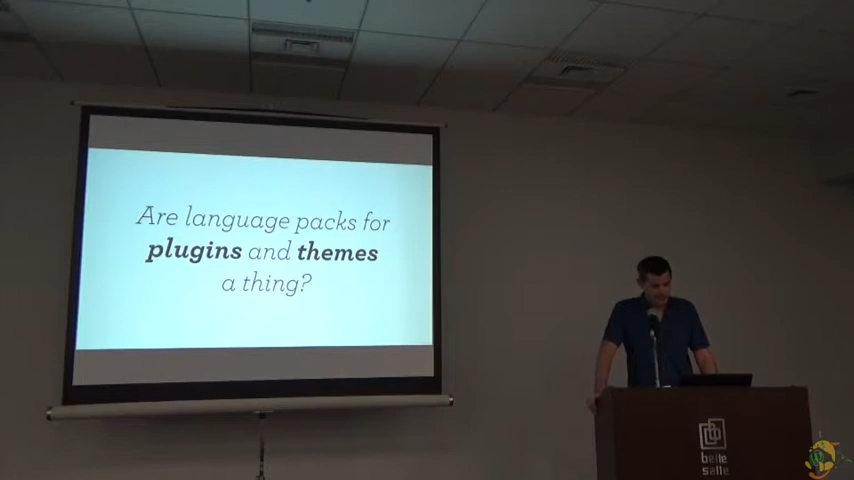 Are language packs for
plugins and themes
a thing?
belle
salle